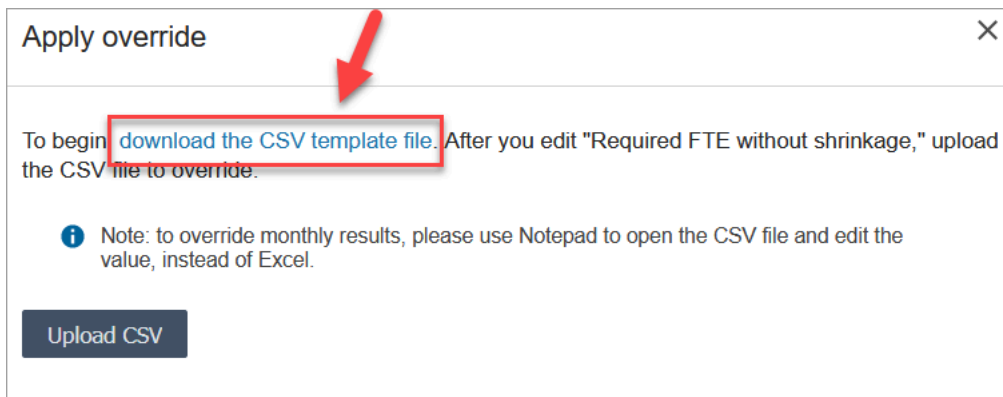 Apply override
To begin, download the CSV template file. After you edit "Required FTE without shrinkage," upload
the CSV file to override.
Note: to override monthly results, please use Notepad to open the CSV file and edit the
value, instead of Excel.
Upload CSV